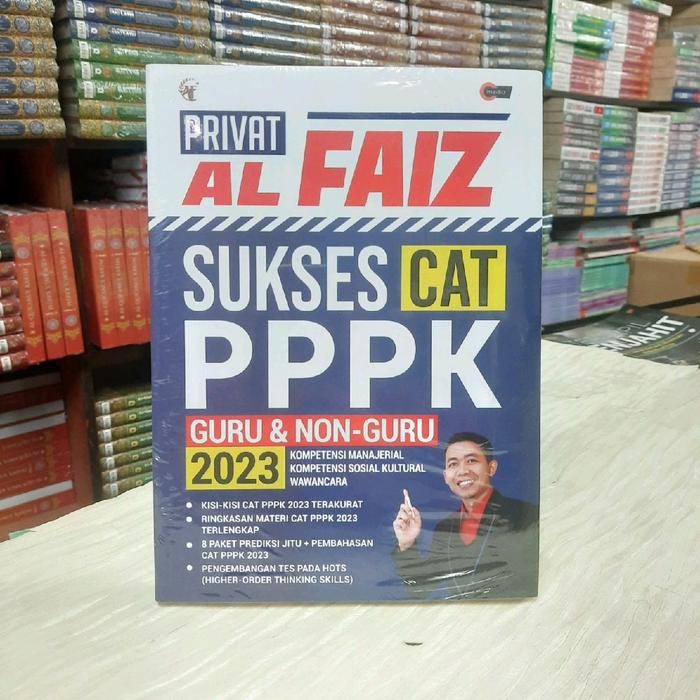 media
PRIVAT
AL FAIZ
SUKSES CAT
PPPK
GURU & NON-GURU
2023
KOMPETENSI MANAJERIAL
KOMPETENSI SOSIAL KULTURAL
WAWANCARA
KISI-KISI CAT PPPK 2023 TERAKURAT
RINGKASAN MATERI CAT PPPK 2023
TERLENGKAP
8 PAKET PREDIKSI JITU + PEMBAHASAN
CAT PPPK 2023
PENGEMBANGAN TES PADA HOTS
(HIGHER-ORDER THINKING SKILLS)